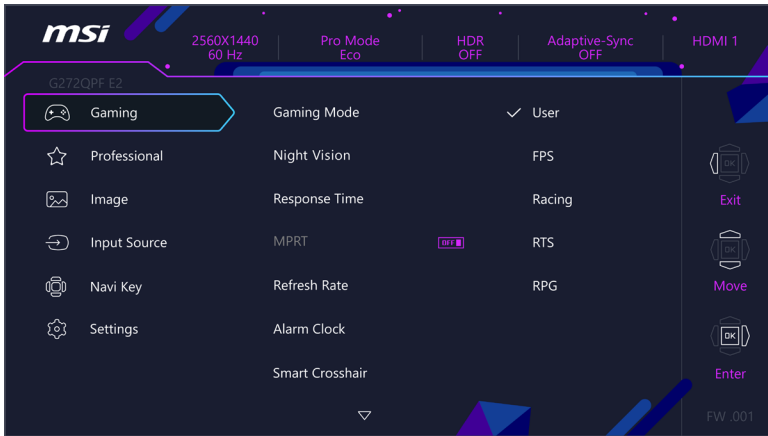 msi
2560X1440
60 Hz
Pro Mode
Eco
HDR
OFF
Adaptive-Sync
OFF
HDMI 1
G272QPF E2
Gaming
Professional
Image
Input Source
Navi Key
Settings
Gaming Mode
Night Vision
Response Time
MPRT
OFF
Refresh Rate
Alarm Clock
Smart Crosshair
User
FPS
Racing
RTS
RPG
OK
Exit
OK
Move
OK
Enter
FW .001